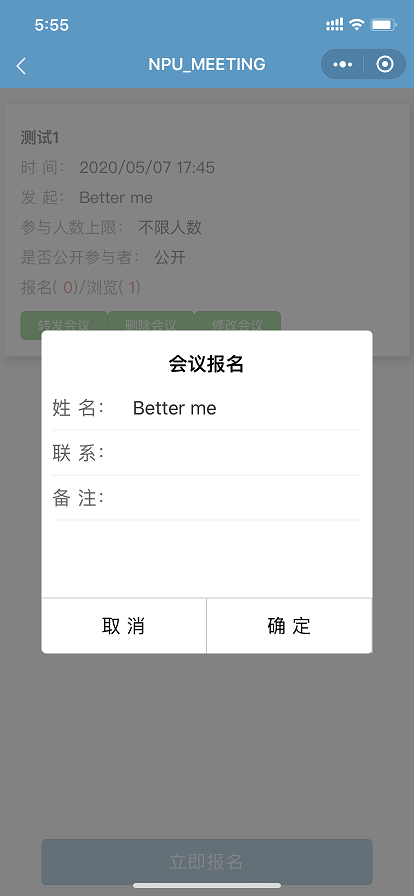 5:55
NPU_MEETING
测试1
时 间： 2020/05/07 17:45
发 起： Better me
参与人数上限： 不限人数
是否公开参与者： 公开
报名( 0)/浏览( 1)
转发会议 删除会议 修改会议
会议报名
姓 名： Better me
联 系：
备 注：
取 消 确 定
立即报名